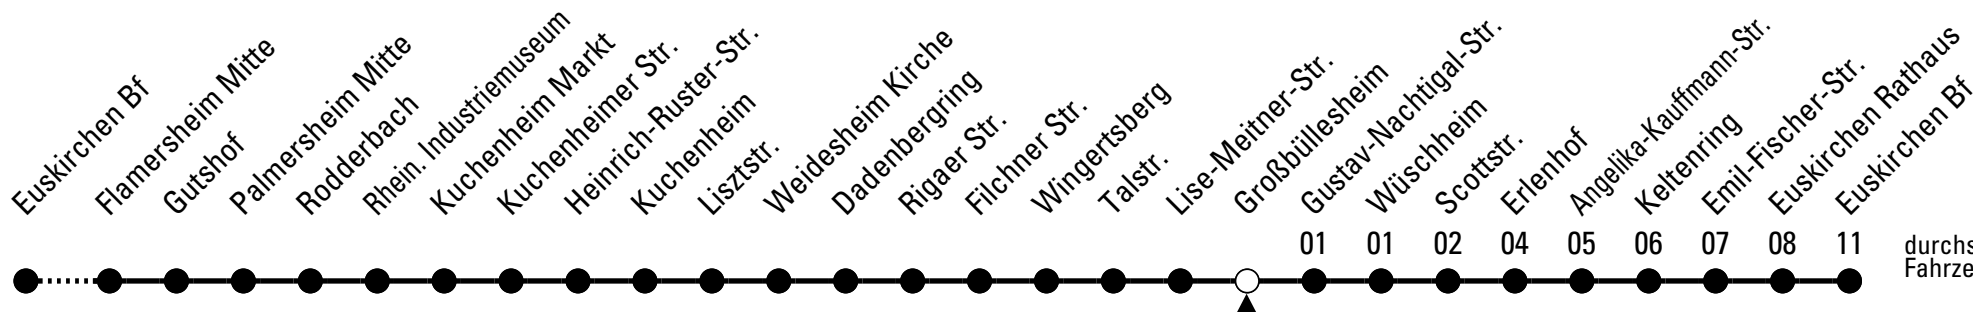 Euskirchen Bf
Flamersheim Mitte
Gutshof
Palmersheim Mitte
Rodderbach
Rhein. Industriemuseum
Kuchenheim Markt
Kuchenheimer Str.
Heinrich-Ruster-Str.
Kuchenheim
Lisztstr.
Weidesheim Kirche
Dadenbergring
Rigaer Str.
Filchner Str.
Wingertsberg
Talstr.
Lise-Meitner-Str.
Großbüllesheim
Gustav-Nachtigal-Str.
Wüschheim
Scottstr.
Erlenhof
Angelika-Kauffmann-Str.
Keltenring
Emil-Fischer-Str.
Euskirchen Rathaus
Euskirchen Bf
01 01 02 04 05 06 07 08 11
durchs
Fahrze